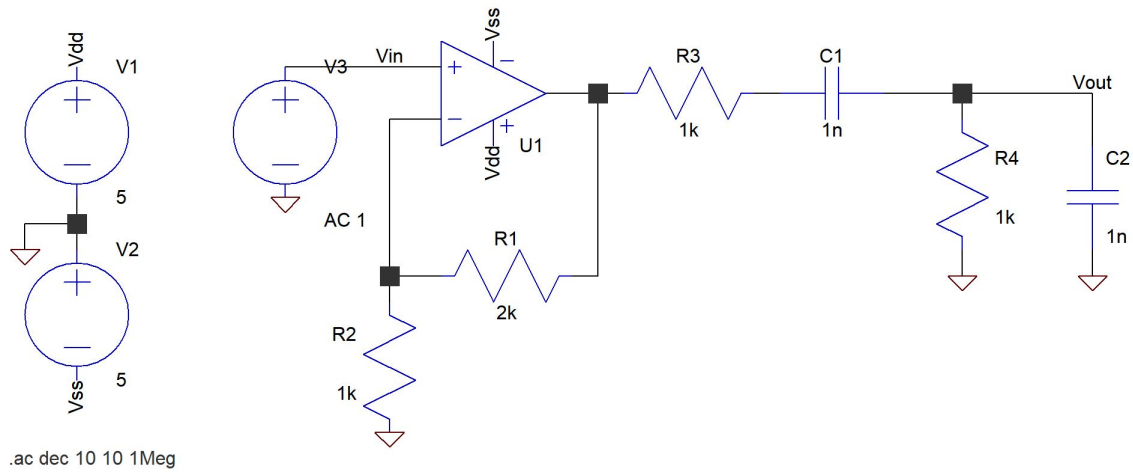 Vdd
V1
5
V2
5
Vss
.ac dec 10 10 1Meg
V3
Vin
AC 1
Vss
Vdd
U1
R1
2k
R2
1k
R3
1k
C1
1n
Vout
R4
1k
C2
1n